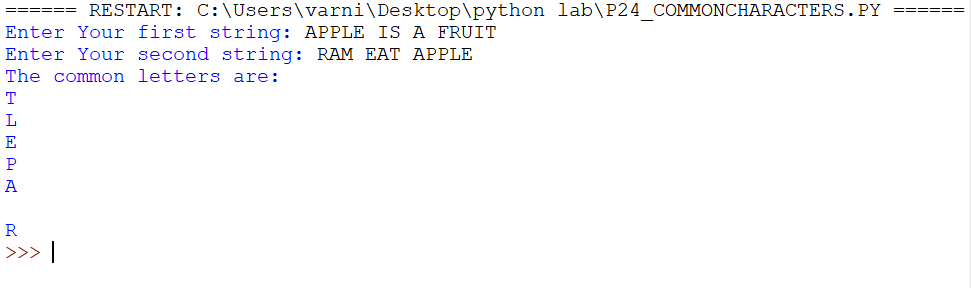 ====== RESTART: C:\Users\varni\Desktop\python lab\P24_COMMONCHARACTERS.PY ======
Enter Your first string: APPLE IS A FRUIT
Enter Your second string: RAM EAT APPLE
The common letters are:
T
L
E
P
A

R
>>>